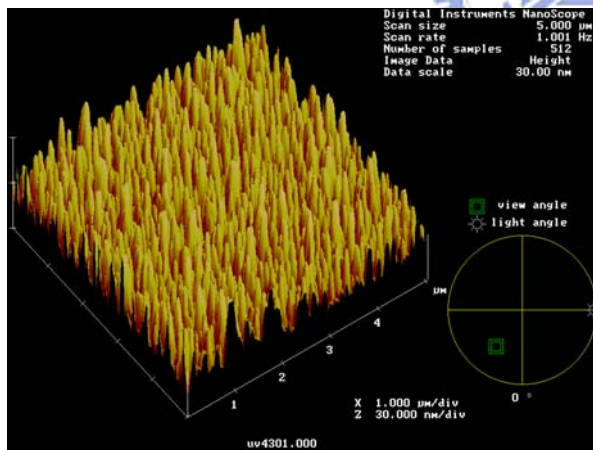 Digital Instruments NanoScope
Scan size 5.000 µm
Scan rate 1.001 Hz
Number of samples 512
Image Data Height
Data scale 30.00 nm
view angle
light angle
µm
4
3
2
1
X 1.000 µm/div
Z 30.000 nm/div
0 °
uv4301.000